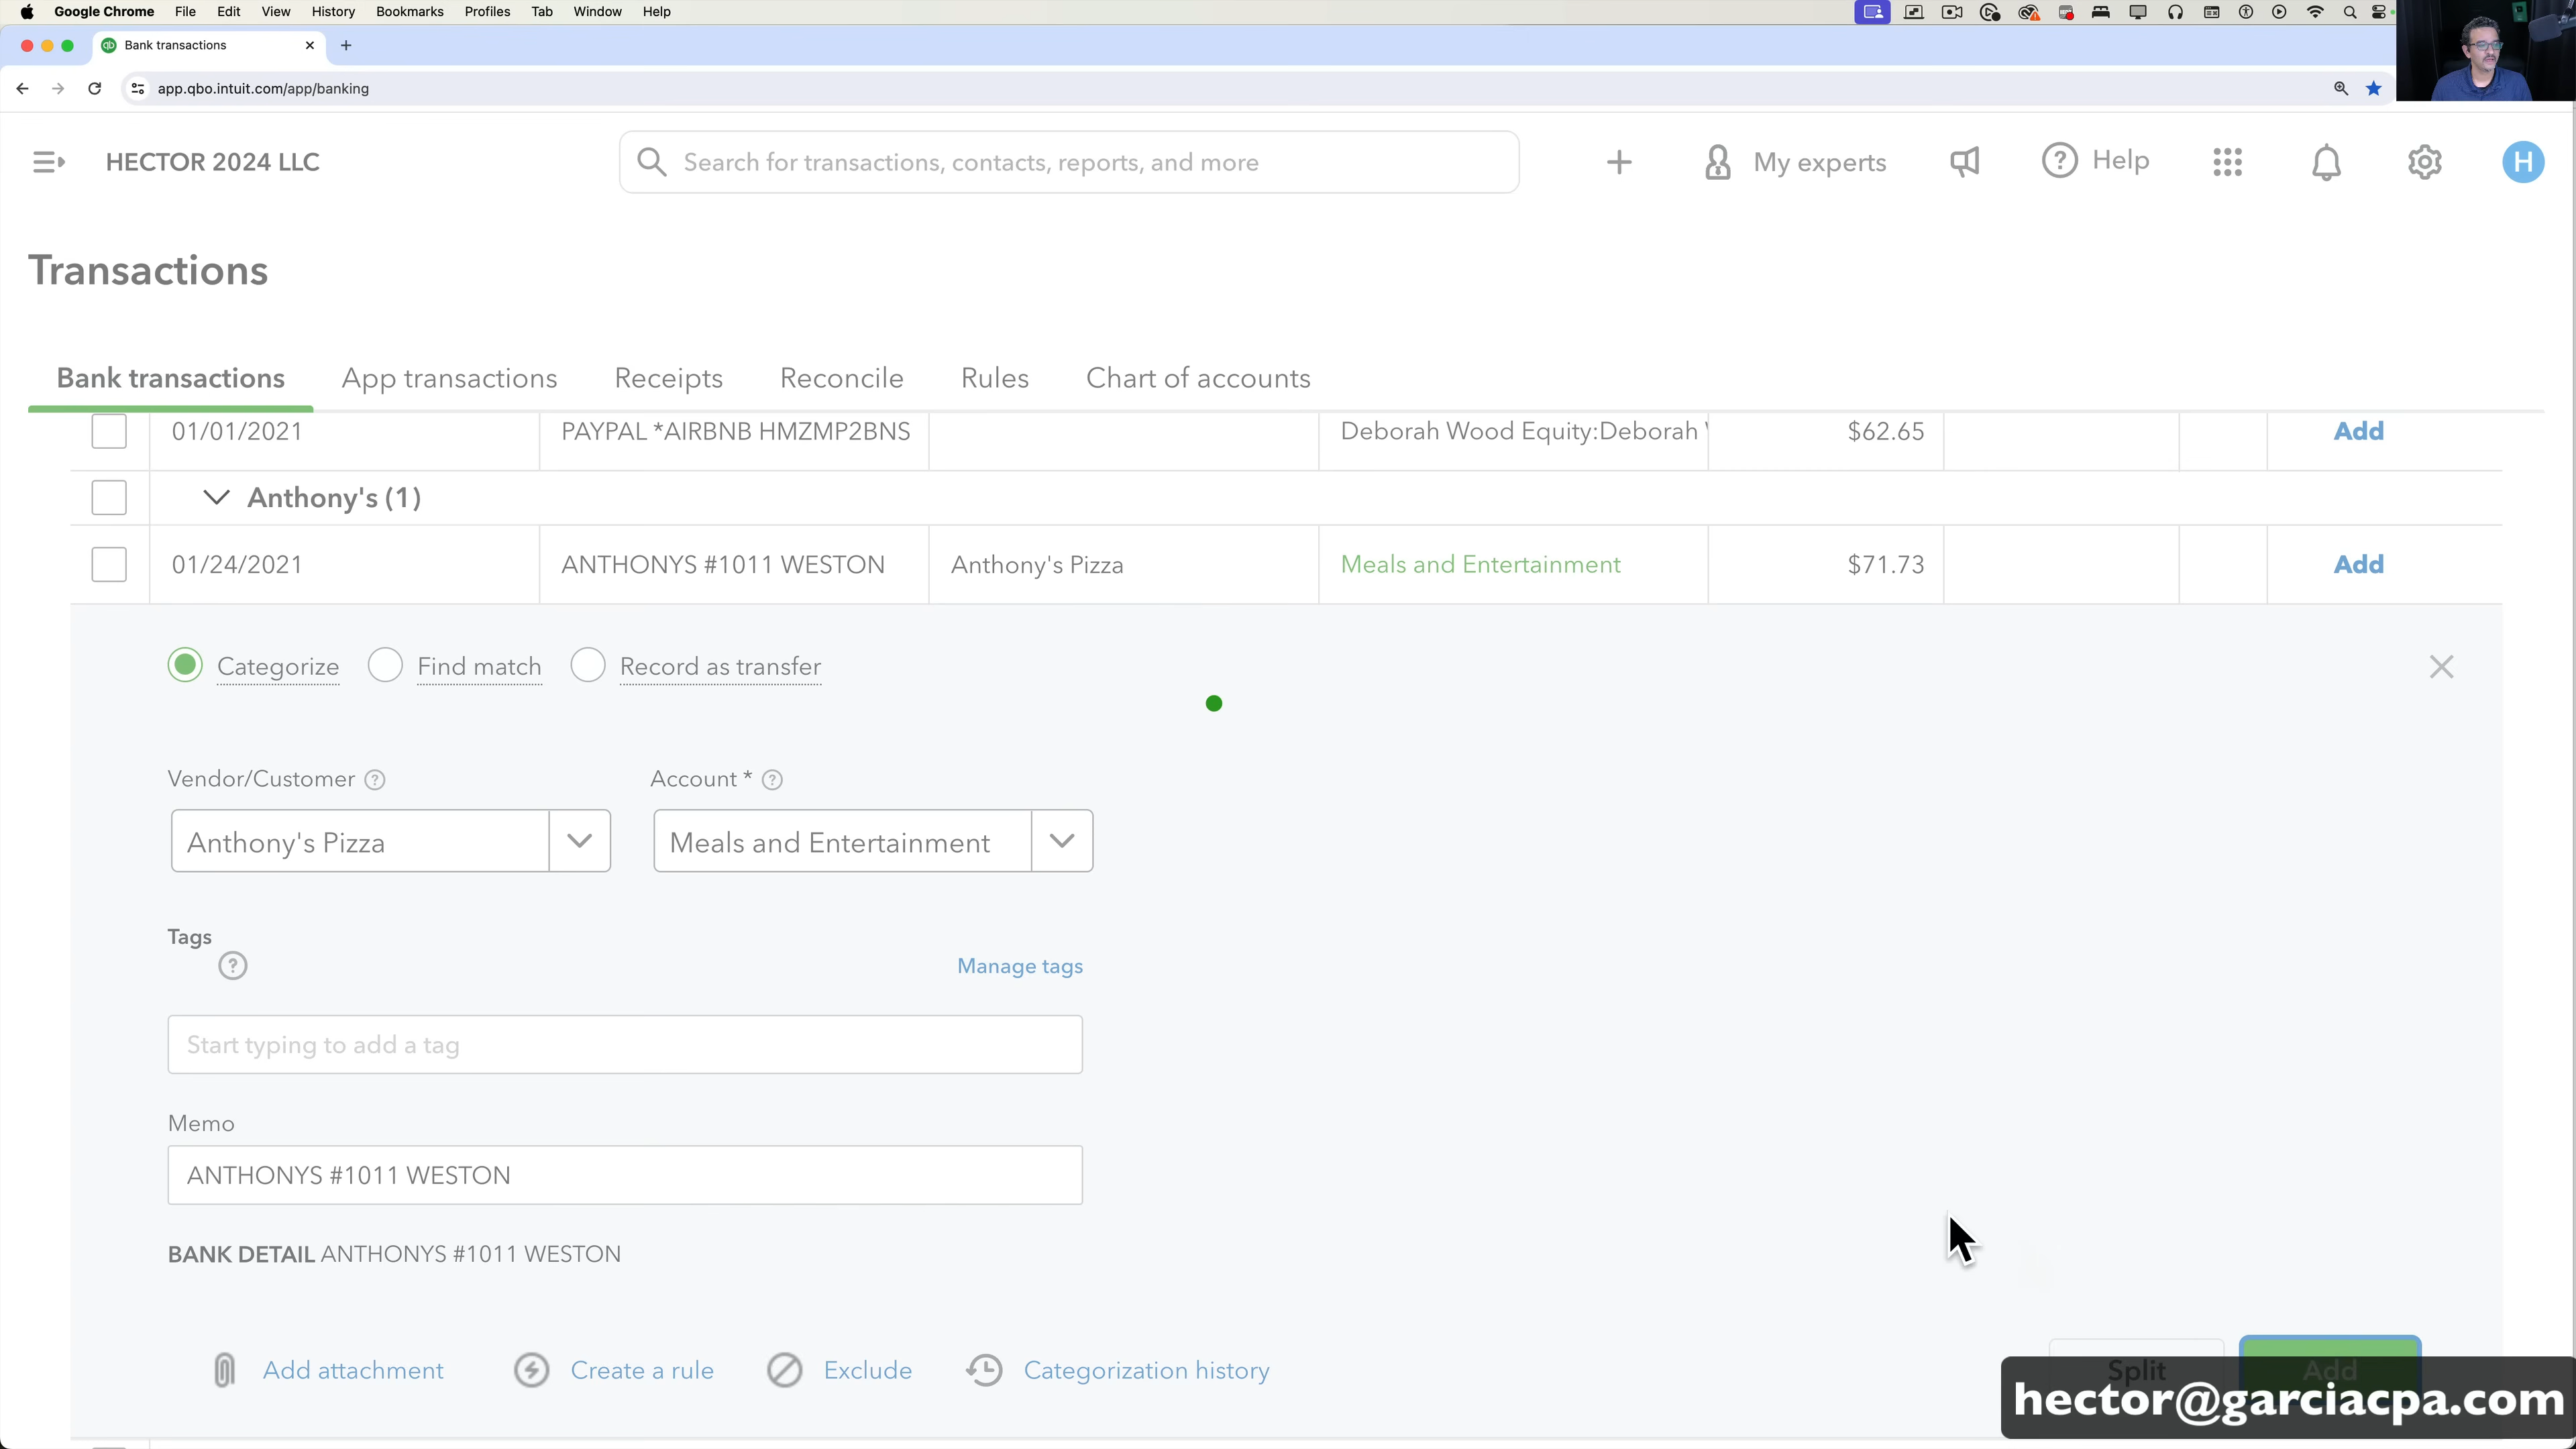 Google Chrome File Edit View History Bookmarks Profiles Tab Window Help
Bank transactions
app.qbo.intuit.com/app/banking
HECTOR 2024 LLC
Search for transactions, contacts, reports, and more
My experts
Help
H
Transactions
Bank transactions App transactions Receipts Reconcile Rules Chart of accounts
01/01/2021 PAYPAL *AIRBNB HMZMP2BNS Deborah Wood Equity:Deborah $62.65 Add
Anthony's (1)
01/24/2021 ANTHONYS #1011 WESTON Anthony's Pizza Meals and Entertainment $71.73 Add
Categorize Find match Record as transfer
Vendor/Customer Account *
Anthony's Pizza Meals and Entertainment
Tags
Manage tags
Start typing to add a tag
Memo
ANTHONYS #1011 WESTON
BANK DETAIL ANTHONYS #1011 WESTON
Add attachment Create a rule Exclude Categorization history Split Add
hector@garciacpa.com